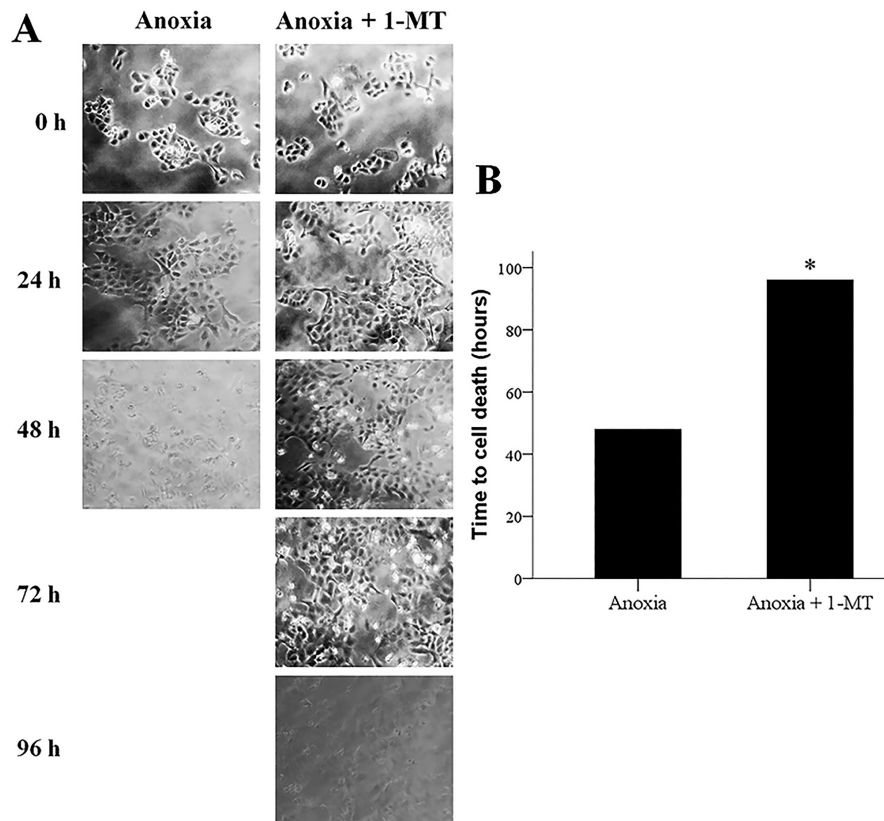 A
Anoxia
Anoxia + 1-MT
0 h
24 h
48 h
72 h
96 h
B
Time to cell death (hours)
100
80
60
40
20
0
*
Anoxia
Anoxia + 1-MT